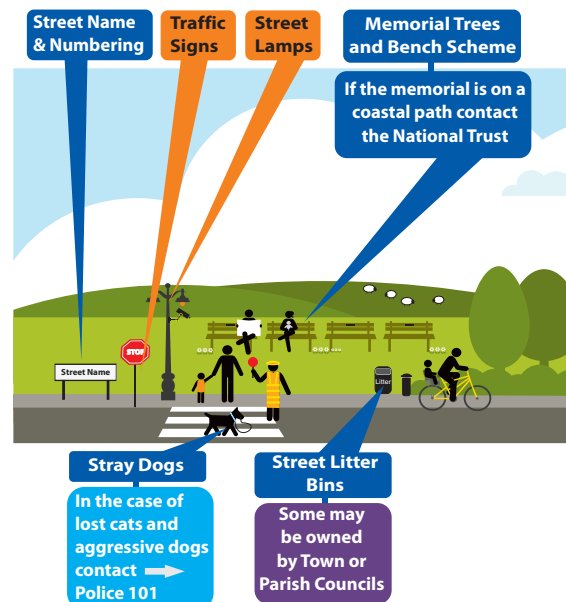 Street Name
& Numbering
Traffic
Signs
Street
Lamps
Memorial Trees
and Bench Scheme
If the memorial is on a
coastal path contact
the National Trust
STOP
Street Name
Litter
Stray Dogs
In the case of
lost cats and
aggressive dogs
contact
Police 101
Street Litter
Bins
Some may
be owned
by Town or
Parish Councils